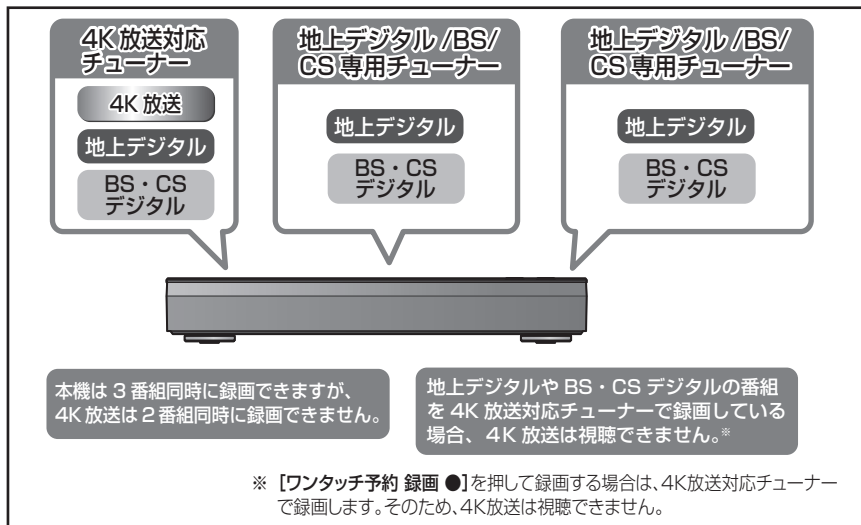 4K 放送対応
チューナー
4K 放送
地上デジタル
BS・CS
デジタル
地上デジタル /BS/
CS 専用チューナー
地上デジタル
BS・CS
デジタル
地上デジタル /BS/
CS 専用チューナー
地上デジタル
BS・CS
デジタル
本機は 3 番組同時に録画できますが、
4K 放送は 2 番組同時に録画できません。
地上デジタルや BS・CS デジタルの番組
を 4K 放送対応チューナーで録画している
場合、4K 放送は視聴できません。※
※ [ワンタッチ予約 録画 ●]を押して録画する場合は、4K放送対応チューナー
で録画します。そのため、4K放送は視聴できません。